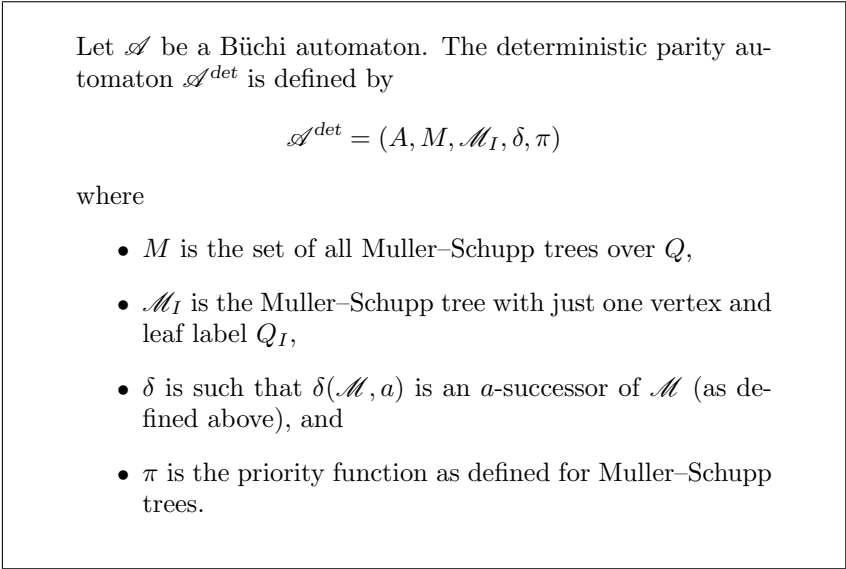 Let 𝒜 be a Büchi automaton. The deterministic parity au-
tomaton 𝒜^{det} is defined by
𝒜^{det} = (A, M, ℳ_I, δ, π)
where
• M is the set of all Muller–Schupp trees over Q,
• ℳ_I is the Muller–Schupp tree with just one vertex and
leaf label Q_I,
• δ is such that δ(ℳ, a) is an a-successor of ℳ (as de-
fined above), and
• π is the priority function as defined for Muller–Schupp
trees.